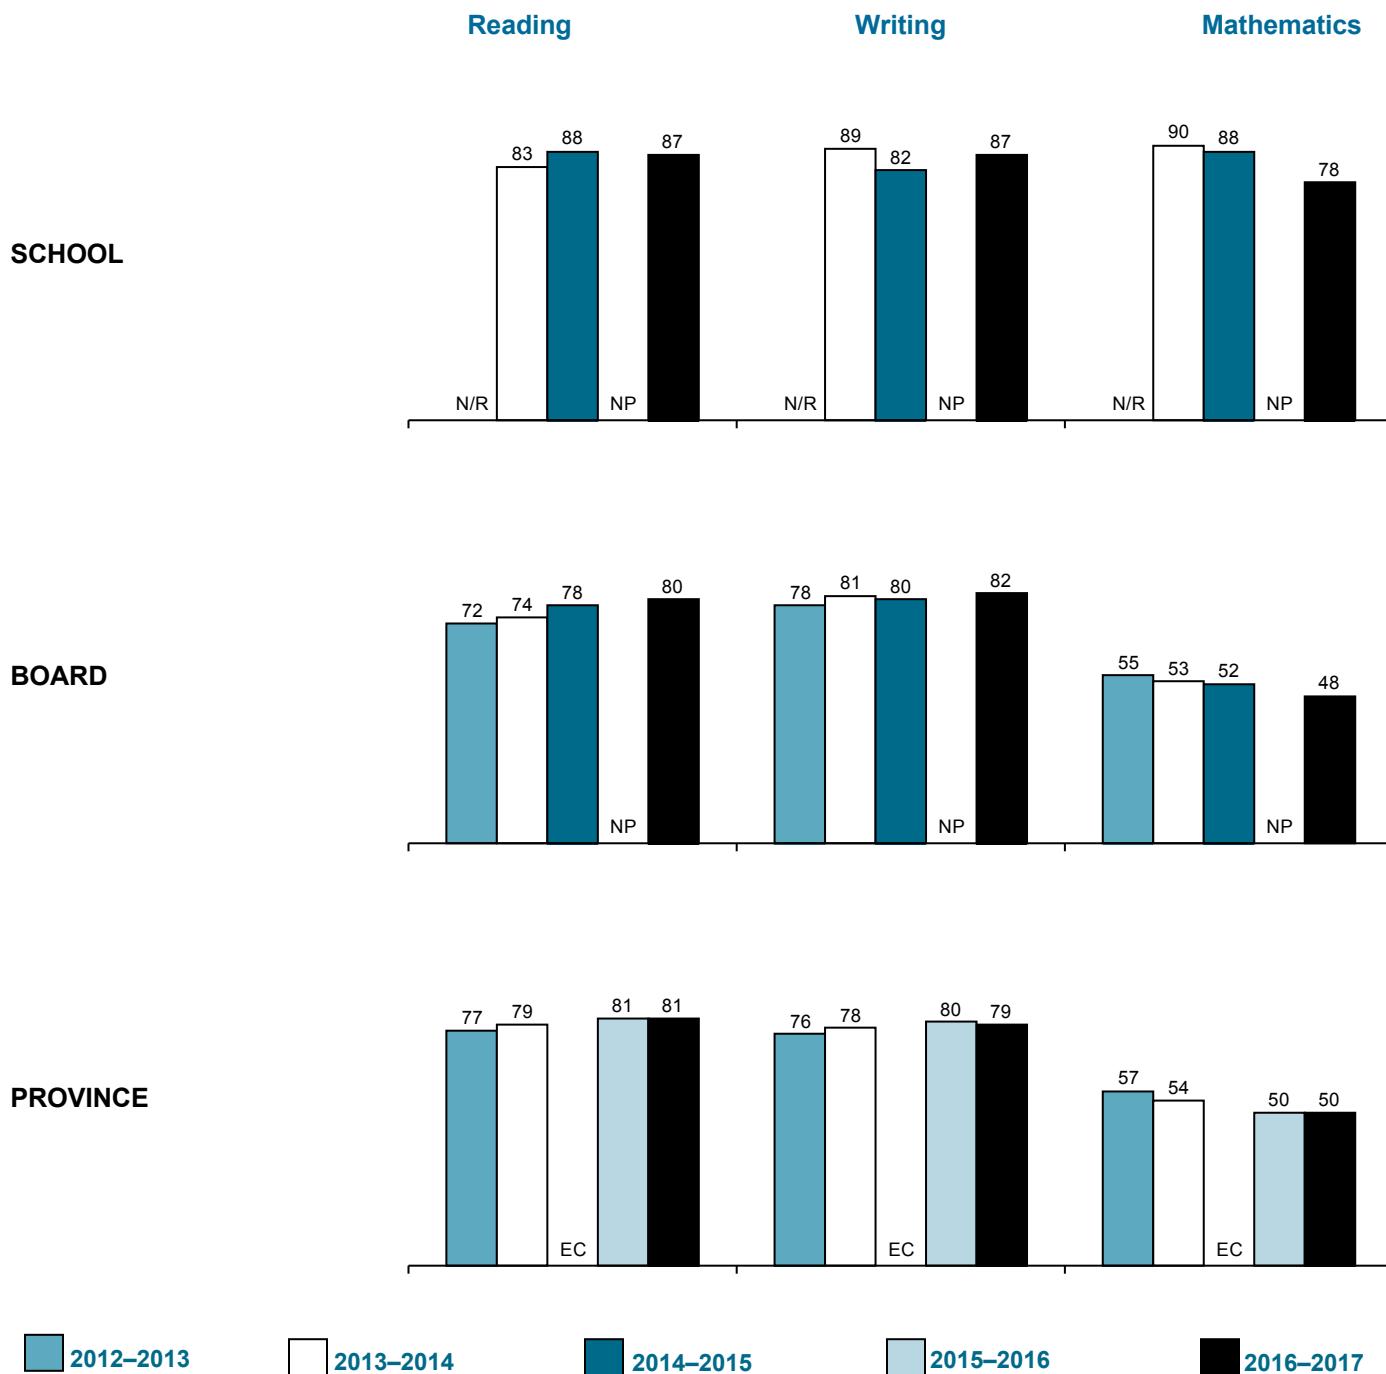 Reading Writing Mathematics
SCHOOL
N/R 83 88 NP 87
N/R 89 82 NP 87
N/R 90 88 NP 78
BOARD
72 74 78 NP 80
78 81 80 NP 82
55 53 52 NP 48
PROVINCE
77 79 EC 81 81
76 78 EC 80 79
57 54 EC 50 50
2012–2013 2013–2014 2014–2015 2015–2016 2016–2017